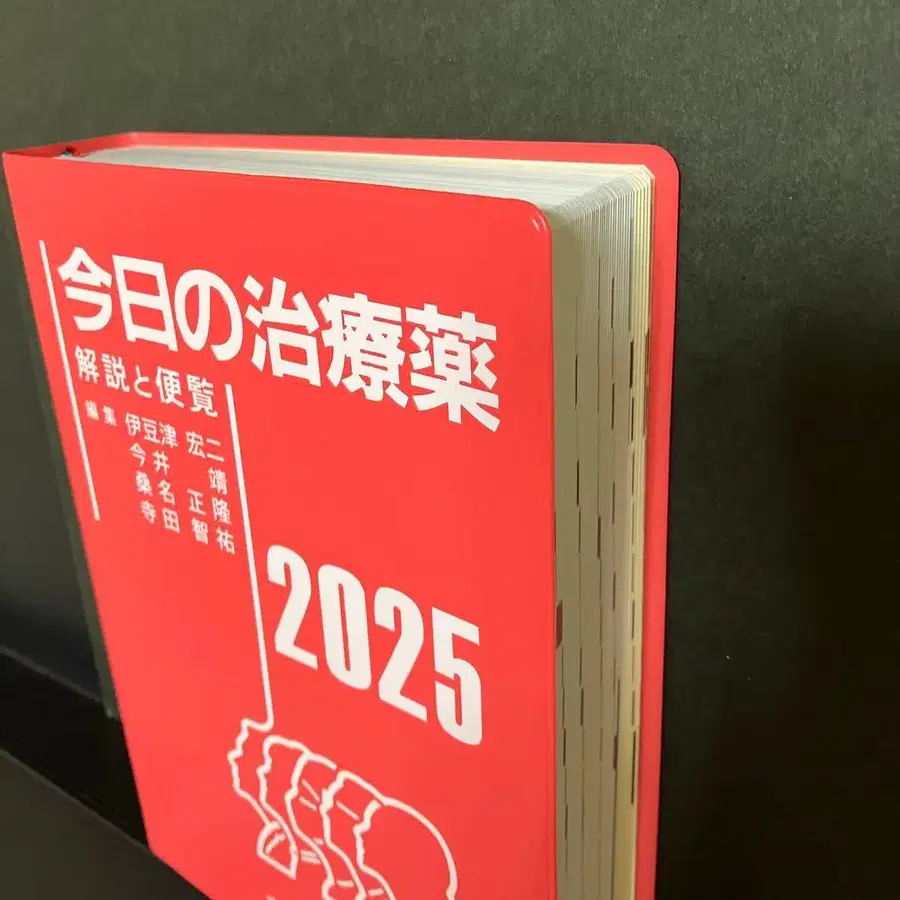 今日の治療薬
解説と便覧
編集 伊豆津 宏二
今井 靖
桑名 正隆
寺田 智祐
2025